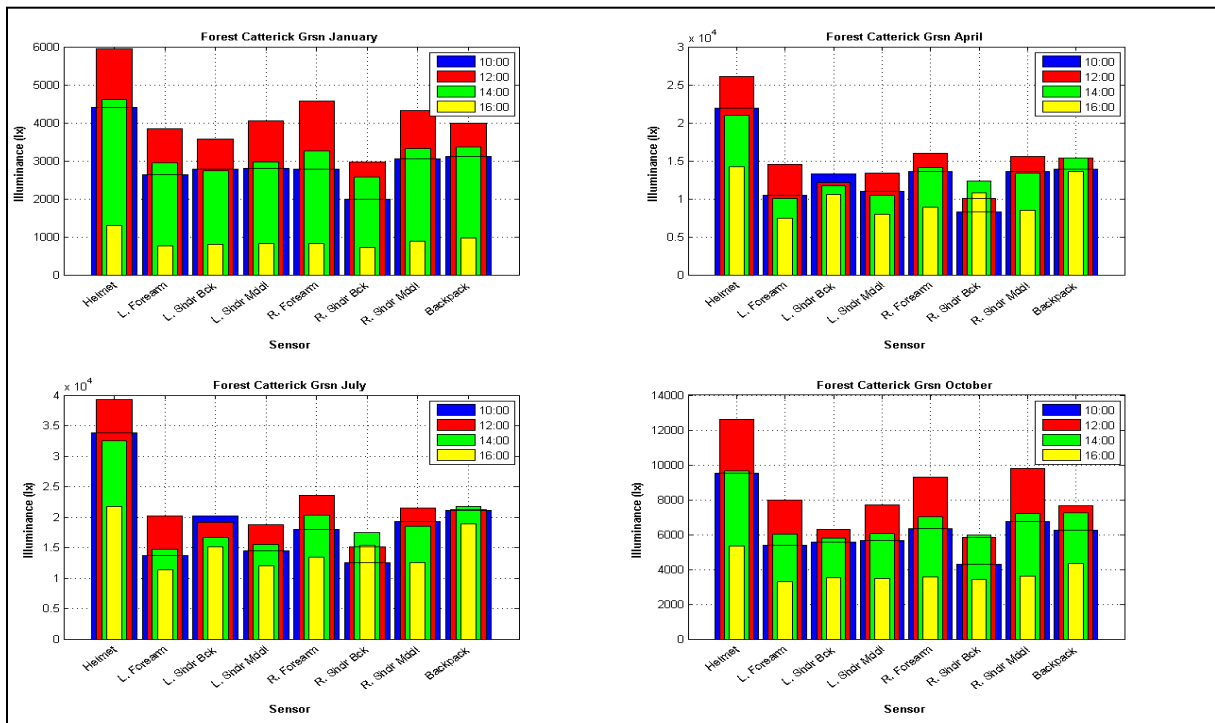 Forest Catterick Grsn January
6000
5000
4000
3000
2000
1000
0
Illuminance (lx)
10:00
12:00
14:00
16:00
Helmet
L. Forearm
L. Shdr Bck
L. Shdr Mddl
R. Forearm
R. Shdr Bck
R. Shdr Mddl
Backpack
Sensor
Forest Catterick Grsn April
x 10⁴
3
2.5
2
1.5
1
0.5
0
Illuminance (lx)
10:00
12:00
14:00
16:00
Helmet
L. Forearm
L. Shdr Bck
L. Shdr Mddl
R. Forearm
R. Shdr Bck
R. Shdr Mddl
Backpack
Sensor
Forest Catterick Grsn July
x 10⁴
4
3.5
3
2.5
2
1.5
1
0.5
0
Illuminance (lx)
10:00
12:00
14:00
16:00
Helmet
L. Forearm
L. Shdr Bck
L. Shdr Mddl
R. Forearm
R. Shdr Bck
R. Shdr Mddl
Backpack
Sensor
Forest Catterick Grsn October
14000
12000
10000
8000
6000
4000
2000
0
Illuminance (lx)
10:00
12:00
14:00
16:00
Helmet
L. Forearm
L. Shdr Bck
L. Shdr Mddl
R. Forearm
R. Shdr Bck
R. Shdr Mddl
Backpack
Sensor